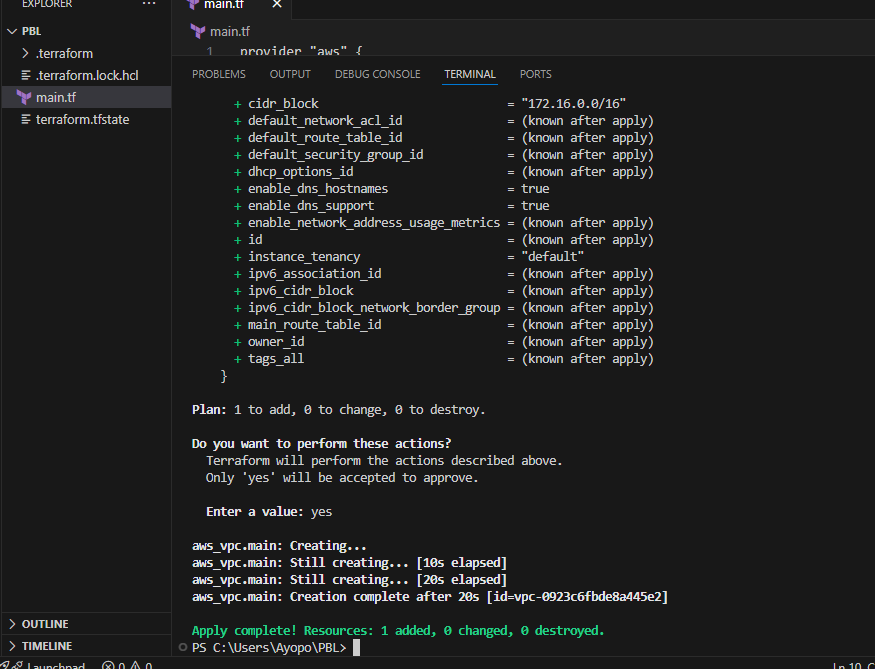 EXPLORER
···
main.tf
PBL
.terraform
.terraform.lock.hcl
main.tf
terraform.tfstate
OUTLINE
TIMELINE
main.tf
1 provider "aws" {
PROBLEMS OUTPUT DEBUG CONSOLE TERMINAL PORTS
+ cidr_block = "172.16.0.0/16"
+ default_network_acl_id = (known after apply)
+ default_route_table_id = (known after apply)
+ default_security_group_id = (known after apply)
+ dhcp_options_id = (known after apply)
+ enable_dns_hostnames = true
+ enable_dns_support = true
+ enable_network_address_usage_metrics = (known after apply)
+ id = (known after apply)
+ instance_tenancy = "default"
+ ipv6_association_id = (known after apply)
+ ipv6_cidr_block = (known after apply)
+ ipv6_cidr_block_network_border_group = (known after apply)
+ main_route_table_id = (known after apply)
+ owner_id = (known after apply)
+ tags_all = (known after apply)
}
Plan: 1 to add, 0 to change, 0 to destroy.
Do you want to perform these actions?
Terraform will perform the actions described above.
Only 'yes' will be accepted to approve.
Enter a value: yes
aws_vpc.main: Creating...
aws_vpc.main: Still creating... [10s elapsed]
aws_vpc.main: Still creating... [20s elapsed]
aws_vpc.main: Creation complete after 20s [id=vpc-0923c6fbde8a445e2]
Apply complete! Resources: 1 added, 0 changed, 0 destroyed.
PS C:\Users\Ayopo\PBL>
Launchpad 0 0 Ln 10,